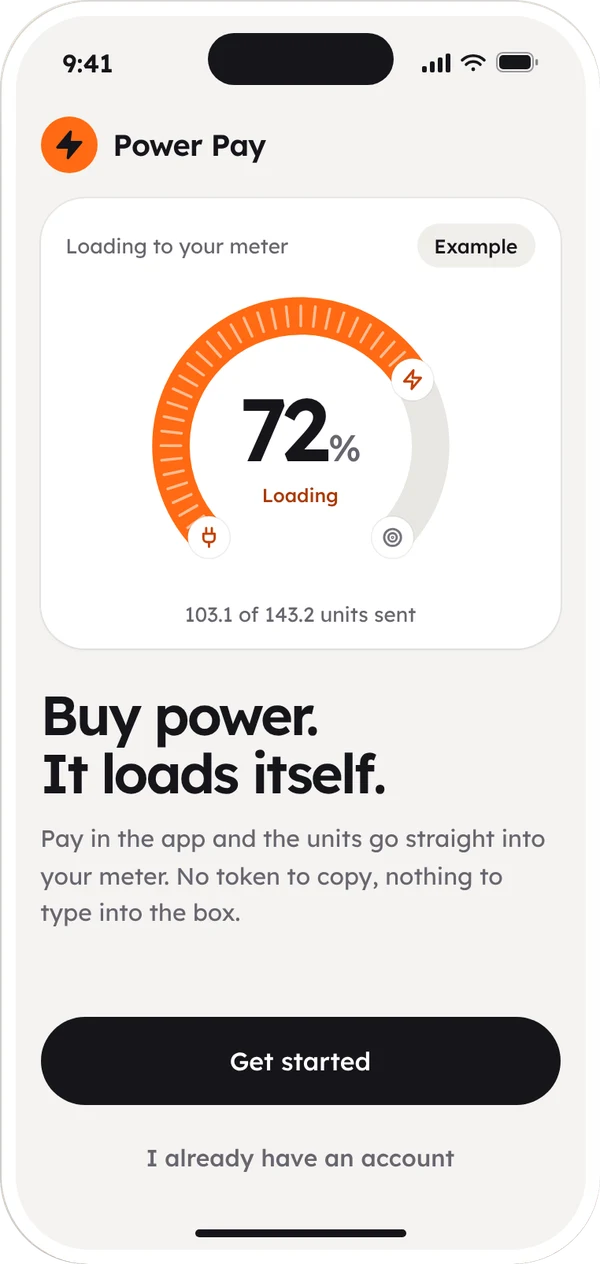 9:41
Power Pay
Loading to your meter
Example
72%
Loading
103.1 of 143.2 units sent
Buy power.
It loads itself.
Pay in the app and the units go straight into
your meter. No token to copy, nothing to
type into the box.
Get started
I already have an account